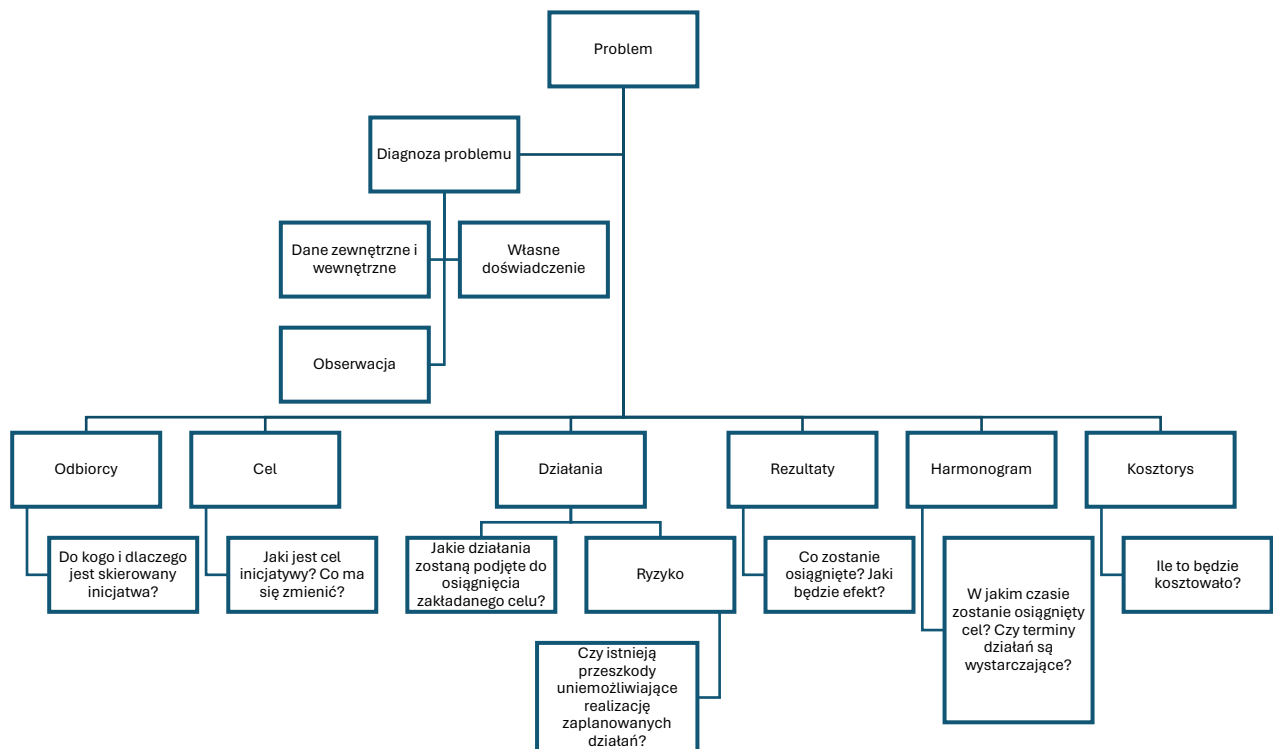 Problem
Diagnoza problemu
Dane zewnętrzne i
wewnętrzne
Własne
doświadczenie
Obserwacja
Odbiorcy
Cel
Działania
Rezultaty
Harmonogram
Kosztorys
Do kogo i dlaczego
jest skierowany
inicjatwa?
Jaki jest cel
inicjatywy? Co ma
się zmienić?
Jakie działania
zostaną podjęte do
osiągnięcia
zakładanego celu?
Ryzyko
Czy istnieją
przeszkody
uniemożliwiające
realizację
zaplanowanych
działań?
Co zostanie
osiągnięte? Jaki
będzie efekt?
W jakim czasie
zostanie osiągnięty
cel? Czy terminy
działań są
wystarczające?
Ile to będzie
kosztowało?